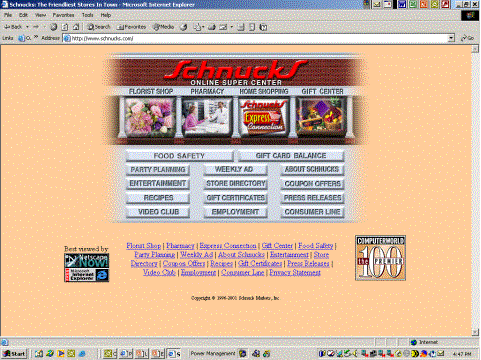 Schnucks: The Friendliest Stores In Town - Microsoft Internet Explorer
File Edit View Favorites Tools Help
Back Search Favorites Media
Links Address http://www.schnucks.com/ Go
Schnucks
ONLINE SUPER CENTER
FLORIST SHOP PHARMACY HOME SHOPPING GIFT CENTER
Schnucks
Express
Connection
FOOD SAFETY GIFT CARD BALANCE
PARTY PLANNING WEEKLY AD ABOUT SCHNUCKS
ENTERTAINMENT STORE DIRECTORY COUPON OFFERS
RECIPES GIFT CERTIFICATES PRESS RELEASES
VIDEO CLUB EMPLOYMENT CONSUMER LINE
Best viewed by
Netscape
NOW!
Microsoft
Internet Explorer
Florist Shop | Pharmacy | Express Connection | Gift Center | Food Safety |
Party Planning | Weekly Ad | About Schnucks | Entertainment | Store
Directory | Coupon Offers | Recipes | Gift Certificates | Press Releases |
Video Club | Employment | Consumer Line | Privacy Statement
COMPUTERWORLD
the PREMIER
100
Copyright © 1996-2001 Schnuck Markets, Inc
Internet
Start Power Management 4:47 PM